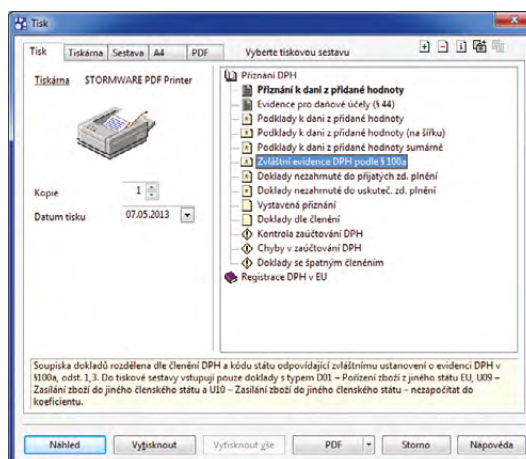 Tisk
Tisk Tiskárna Sestava A4 PDF Vyberte tiskovou sestavu
Tiskárna STORMWARE PDF Printer
Kopie 1
Datum tisku 07.05.2013
Přiznání DPH
Přiznání k dani z přidané hodnoty
Evidence pro daňové účely (§ 44)
Podklady k dani z přidané hodnoty
Podklady k dani z přidané hodnoty (na šířku)
Podklady k dani z přidané hodnoty sumárně
Zvláštní evidence DPH podle § 100a
Doklady nezahrnuté do přijatých zd. plnění
Doklady nezahrnuté do uskuteč. zd. plnění
Vystavená přiznání
Doklady dle členění
Kontrola zaúčtování DPH
Chyby v zaúčtování DPH
Doklady se špatným členěním
Registrace DPH v EU
Soupiska dokladů rozdělena dle členění DPH a kódu státu odpovídající zvláštnímu ustanovení o evidenci DPH v
§100a, odst. 1,3. Do tiskové sestavy vstupují pouze doklady s typem D01 – Pořízení zboží z jiného státu EU, U09 –
Zasílání zboží do jiného členského státu a U10 – Zasílání zboží do jiného členského státu – nezapočítat do
koeficientu.
Náhled Vytisknout Vytisknout vše PDF Storno Nápověda